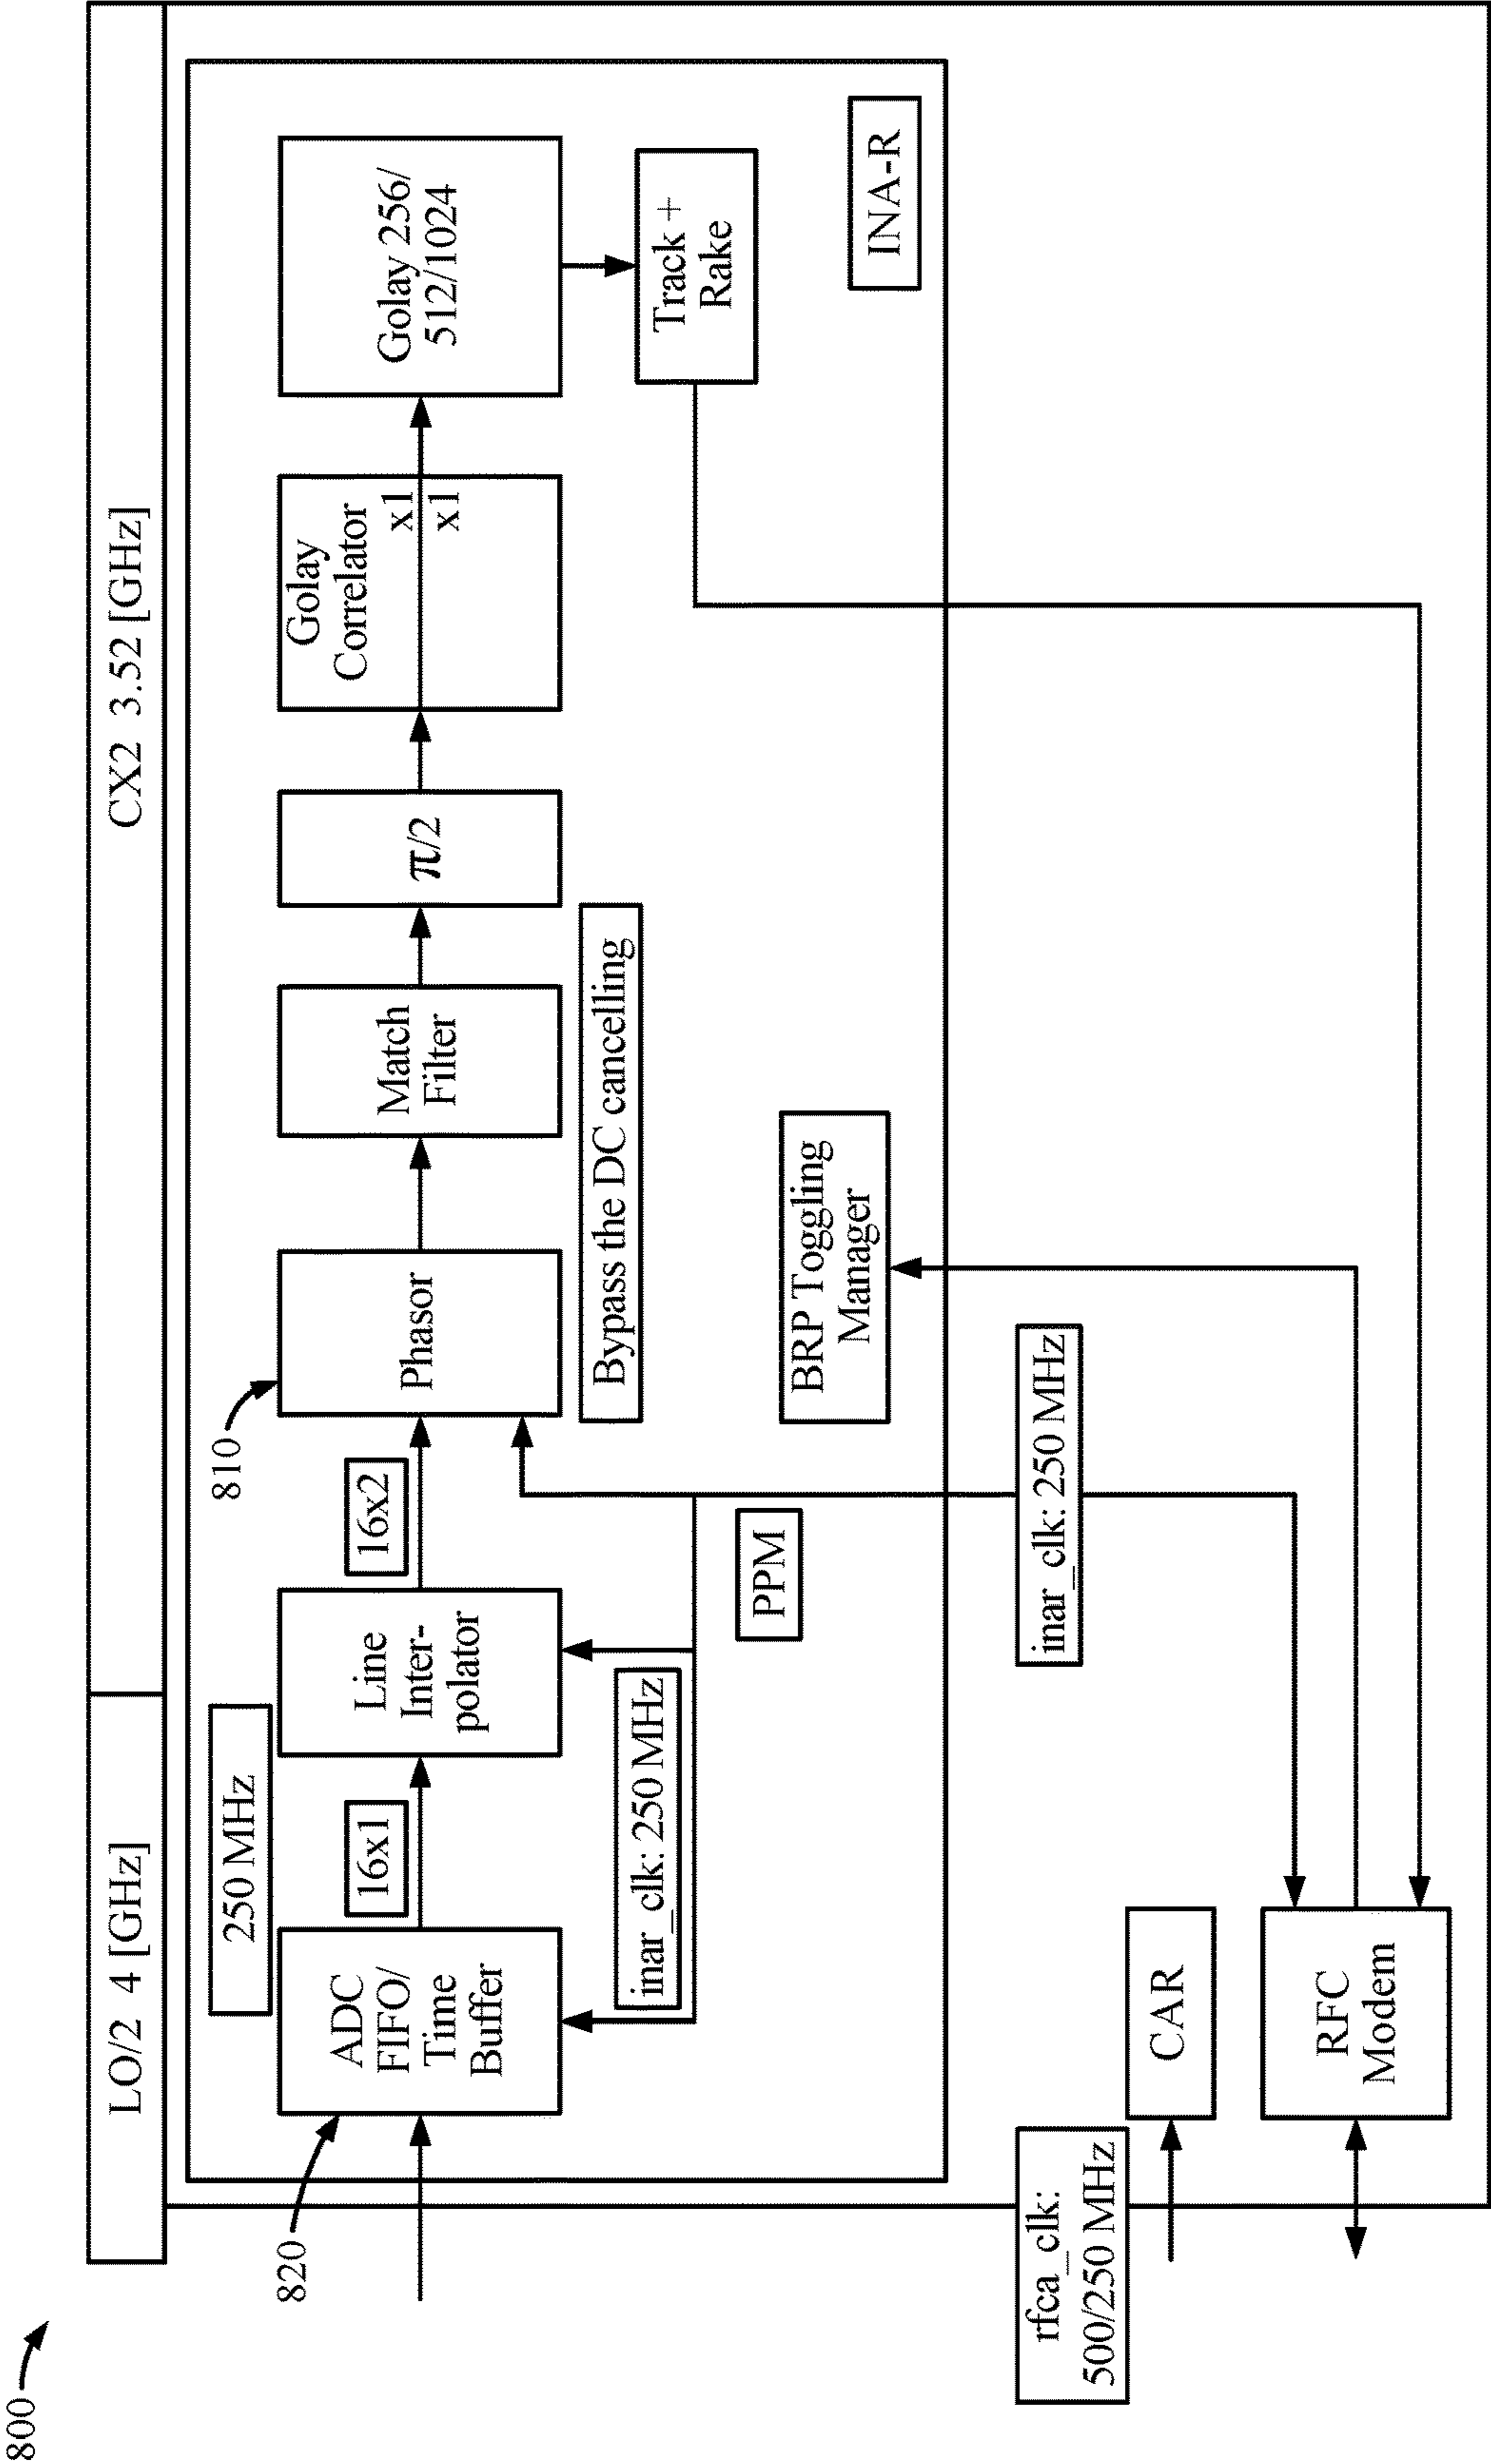 800
LO/2 4 [GHz]
CX2 3.52 [GHz]
250 MHz
820
ADC
FIFO/
Time
Buffer
16x1
Line
Inter-
polator
16x2
810
Phasor
Match
Filter
π/2
Golay
Correlator
x1
x1
Golay 256/
512/1024
Bypass the DC cancelling
Track +
Rake
inar_clk: 250 MHz
PPM
BRP Toggling
Manager
INA-R
rfca_clk:
500/250 MHz
inar_clk: 250 MHz
CAR
RFC
Modem